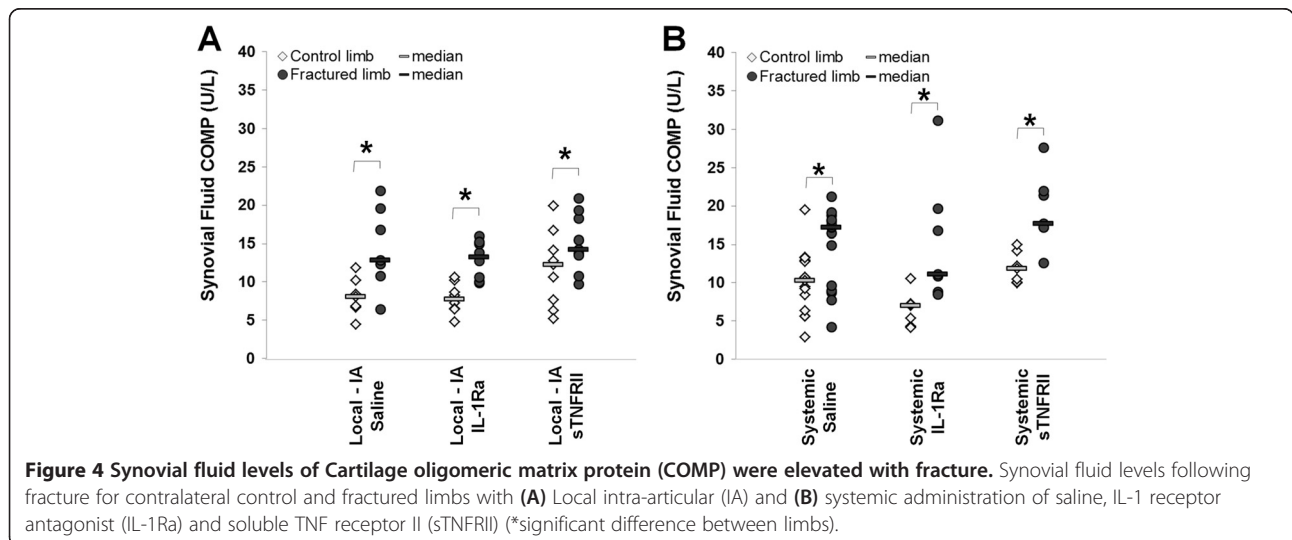 A
◇Control limb median
●Fractured limb median
Synovial Fluid COMP (U/L)
40
35
30
25
20
15
10
5
0
*
*
*
Local - IA
Saline
Local - IA
IL-1Ra
Local - IA
sTNFRII
B
◇Control limb median
●Fractured limb median
Synovial Fluid COMP (U/L)
40
35
30
25
20
15
10
5
0
*
*
*
Systemic
Saline
Systemic
IL-1Ra
Systemic
sTNFRII
Figure 4 Synovial fluid levels of Cartilage oligomeric matrix protein (COMP) were elevated with fracture. Synovial fluid levels following
fracture for contralateral control and fractured limbs with (A) Local intra-articular (IA) and (B) systemic administration of saline, IL-1 receptor
antagonist (IL-1Ra) and soluble TNF receptor II (sTNFRII) (*significant difference between limbs).